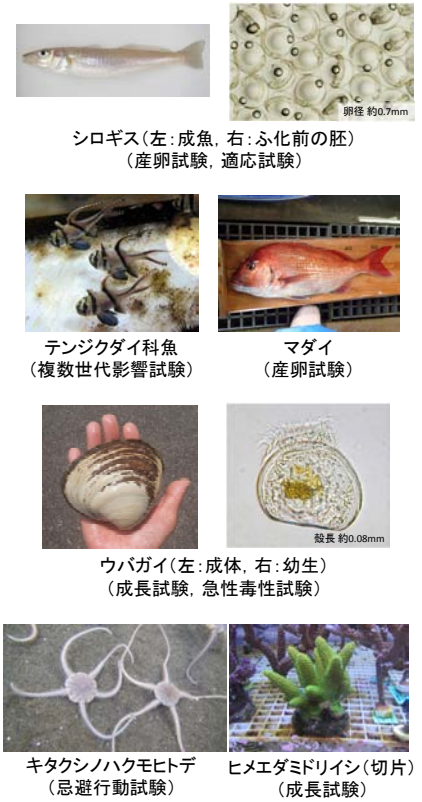 卵径 約0.7mm
シロギス（左：成魚，右：ふ化前の胚）
（産卵試験，適応試験）
テンジクダイ科魚
（複数世代影響試験）
マダイ
（産卵試験）
殻長 約0.08mm
ウバガイ（左：成体，右：幼生）
（成長試験，急性毒性試験）
キタクシノハクモヒトデ
（忌避行動試験）
ヒメエダミドリイシ（切片）
（成長試験）